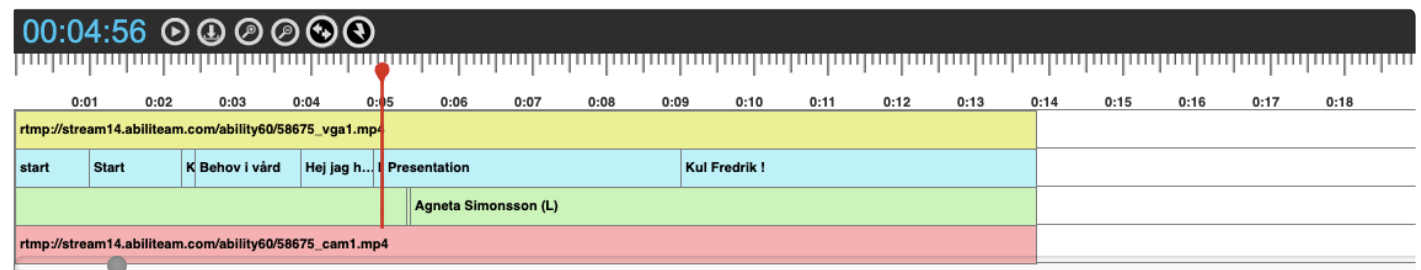 00:04:56
0:01 0:02 0:03 0:04 0:05 0:06 0:07 0:08 0:09 0:10 0:11 0:12 0:13 0:14 0:15 0:16 0:17 0:18
rtmp://stream14.abiliteam.com/ability60/58675_vga1.mp4
start Start K Behov i vård Hej jag h... Presentation Kul Fredrik !
Agneta Simonsson (L)
rtmp://stream14.abiliteam.com/ability60/58675_cam1.mp4